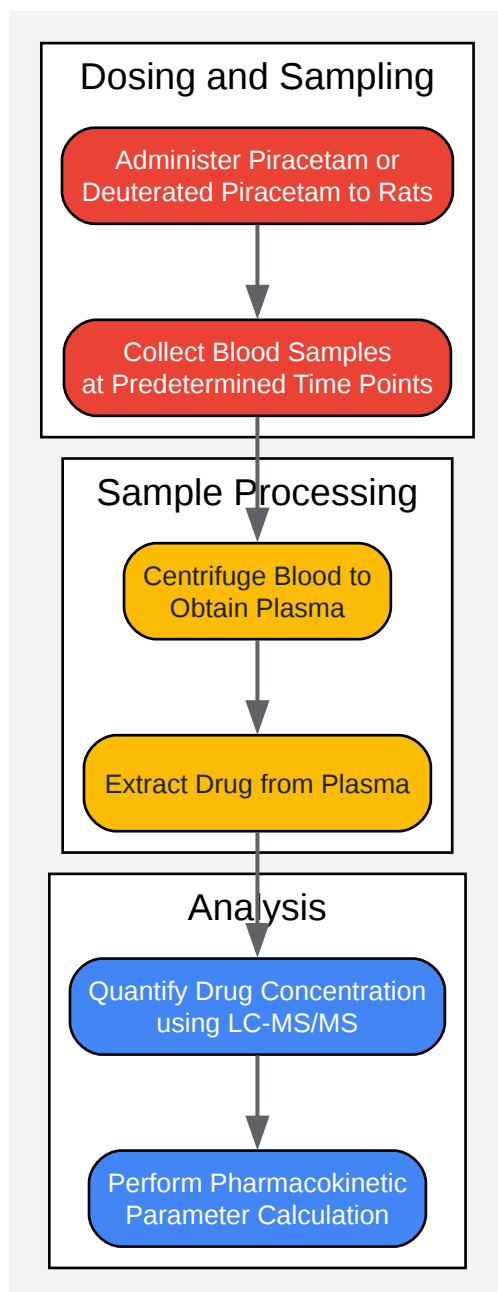 Dosing and Sampling
Administer Piracetam or
Deuterated Piracetam to Rats
Collect Blood Samples
at Predetermined Time Points
Sample Processing
Centrifuge Blood to
Obtain Plasma
Extract Drug from Plasma
Analysis
Quantify Drug Concentration
using LC-MS/MS
Perform Pharmacokinetic
Parameter Calculation